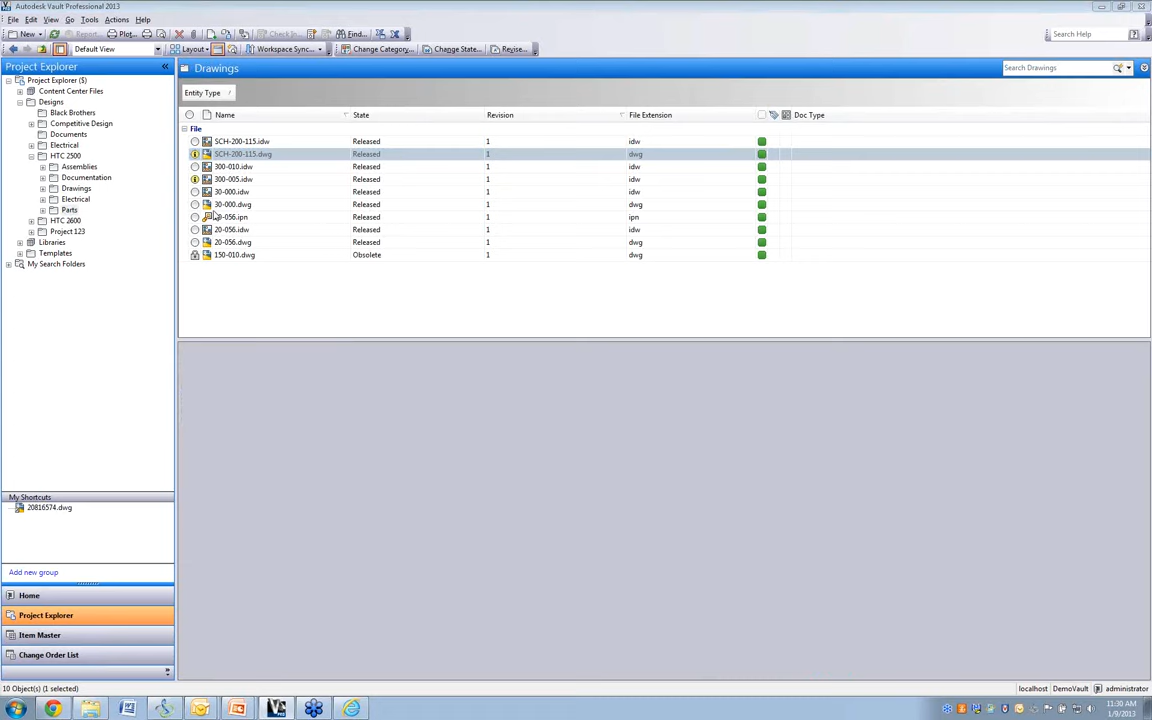 Autodesk Vault Professional 2013
File Edit View Go Tools Actions Help
New Report... Plot... Check In... Find... Search Help
Default View Layout Workspace Sync... Change Category... Change State... Revise...
Project Explorer « Drawings Search Drawings
Project Explorer ($)
Content Center Files
Designs
Black Brothers
Competitive Design
Documents
Electrical
HTC 2500
Assemblies
Documentation
Drawings
Electrical
Parts
HTC 2600
Project 123
Libraries
Templates
My Search Folders
Entity Type
Name State Revision File Extension Doc Type
File
SCH-200-115.idw Released 1 idw
SCH-200-115.dwg Released 1 dwg
300-010.idw Released 1 idw
300-005.idw Released 1 idw
30-000.idw Released 1 idw
30-000.dwg Released 1 dwg
-056.ipn Released 1 ipn
20-056.idw Released 1 idw
20-056.dwg Released 1 dwg
150-010.dwg Obsolete 1 dwg
My Shortcuts
20816574.dwg
Add new group
Home
Project Explorer
Item Master
Change Order List
»
10 Object(s) (1 selected) localhost DemoVault administrator
11:30 AM
1/9/2013